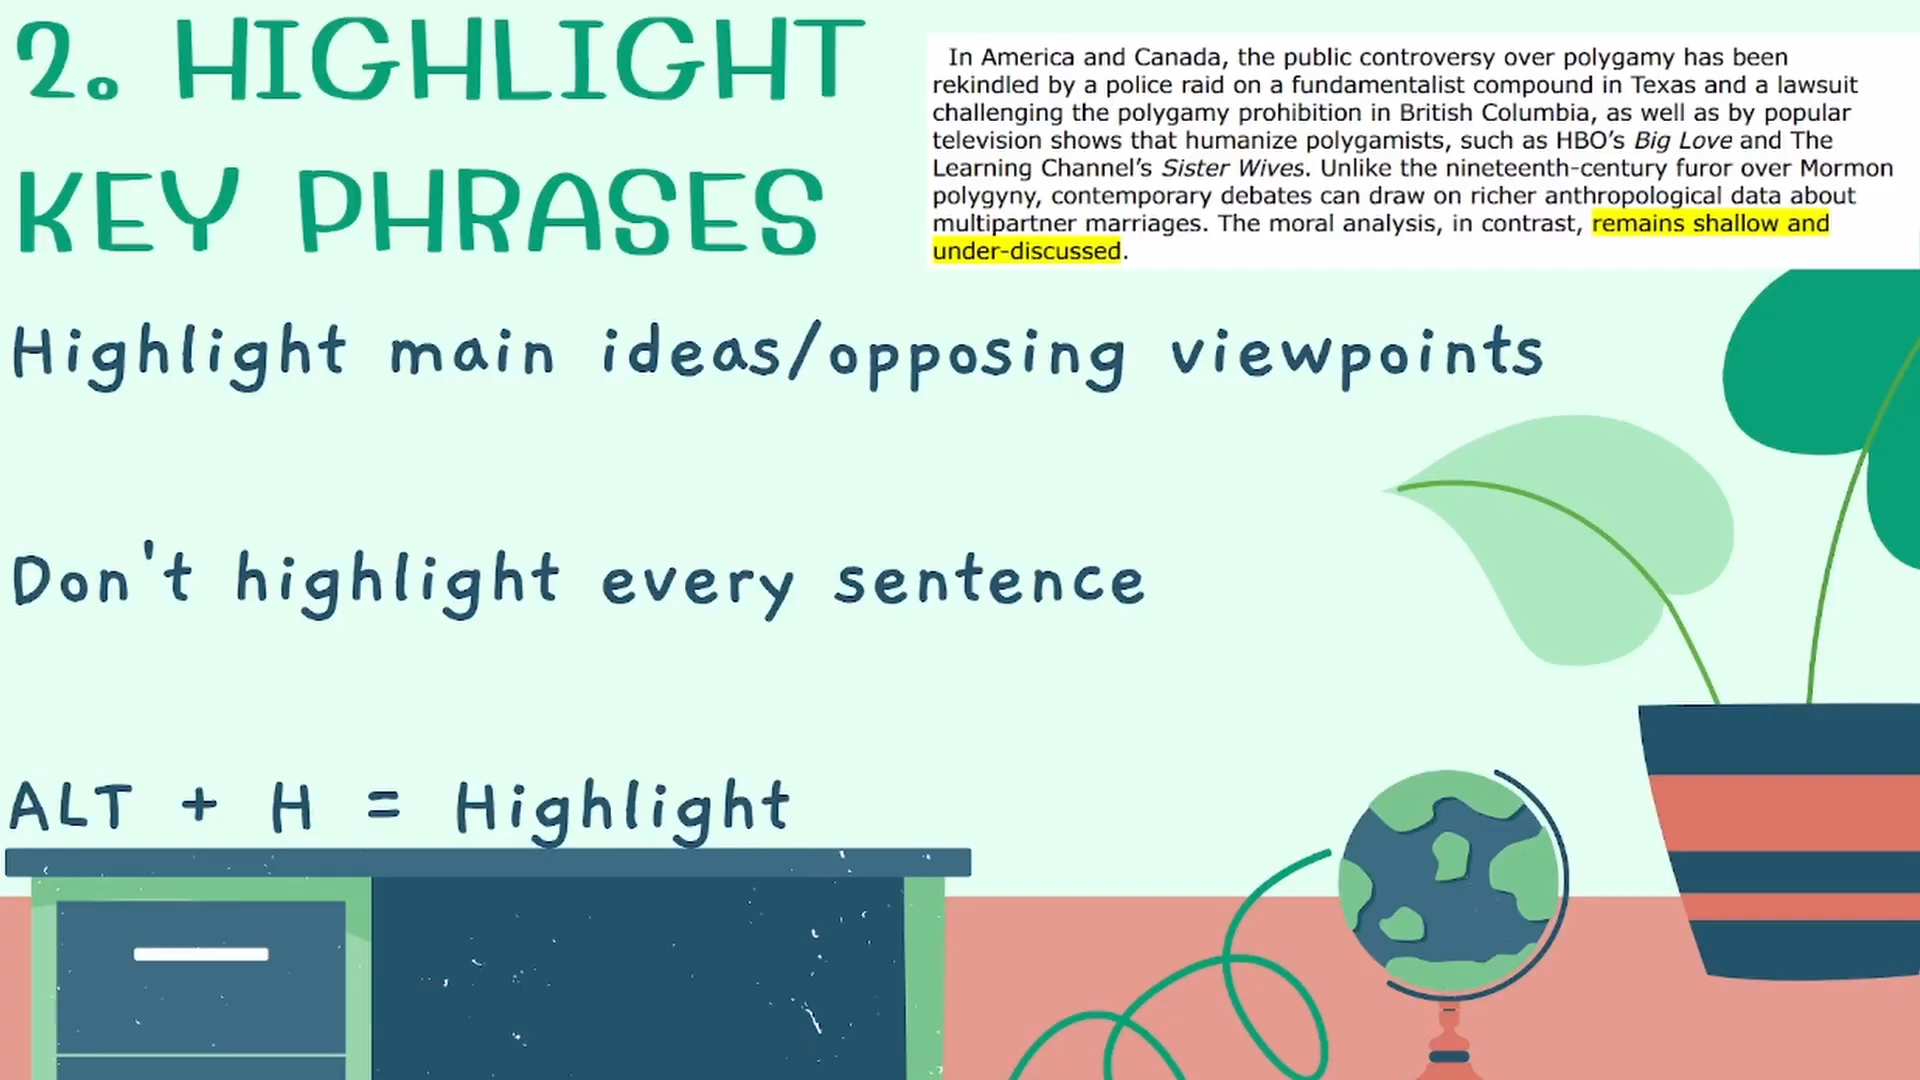 2. HIGHLIGHT
KEY PHRASES
In America and Canada, the public controversy over polygamy has been
rekindled by a police raid on a fundamentalist compound in Texas and a lawsuit
challenging the polygamy prohibition in British Columbia, as well as by popular
television shows that humanize polygamists, such as HBO’s Big Love and The
Learning Channel’s Sister Wives. Unlike the nineteenth-century furor over Mormon
polygyny, contemporary debates can draw on richer anthropological data about
multipartner marriages. The moral analysis, in contrast, remains shallow and
under-discussed.
Highlight main ideas/opposing viewpoints
Don't highlight every sentence
ALT + H = Highlight